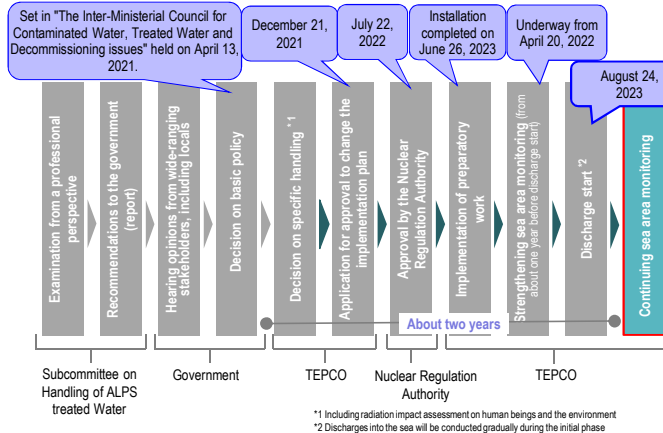 Set in "The Inter-Ministerial Council for
Contaminated Water, Treated Water and
Decommissioning issues" held on April 13,
2021.
December 21,
2021
July 22,
2022
Installation
completed on
June 26, 2023
Underway from
April 20, 2022
August 24,
2023
Examination from a professional
perspective
Recommendations to the government
(report)
Hearing opinions from wide-ranging
stakeholders, including locals
Decision on basic policy
Decision on specific handling *1
Application for approval to change the
implementation plan
Approval by the Nuclear
Regulation Authority
Implementation of preparatory
work
Strengthening sea area monitoring (from
about one year before discharge start)
Discharge start *2
Continuing sea area monitoring
About two years
Subcommittee on
Handling of ALPS
treated Water
Government
TEPCO
Nuclear Regulation
Authority
TEPCO
*1 Including radiation impact assessment on human beings and the environment
*2 Discharges into the sea will be conducted gradually during the initial phase